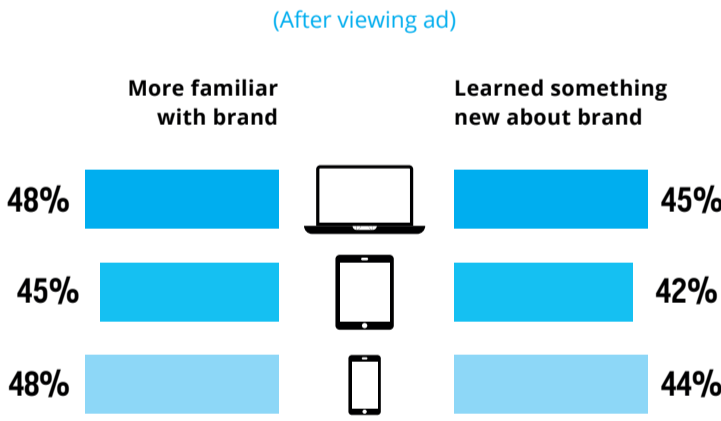 (After viewing ad)
More familiar
with brand
Learned something
new about brand
48%
45%
45%
42%
48%
44%